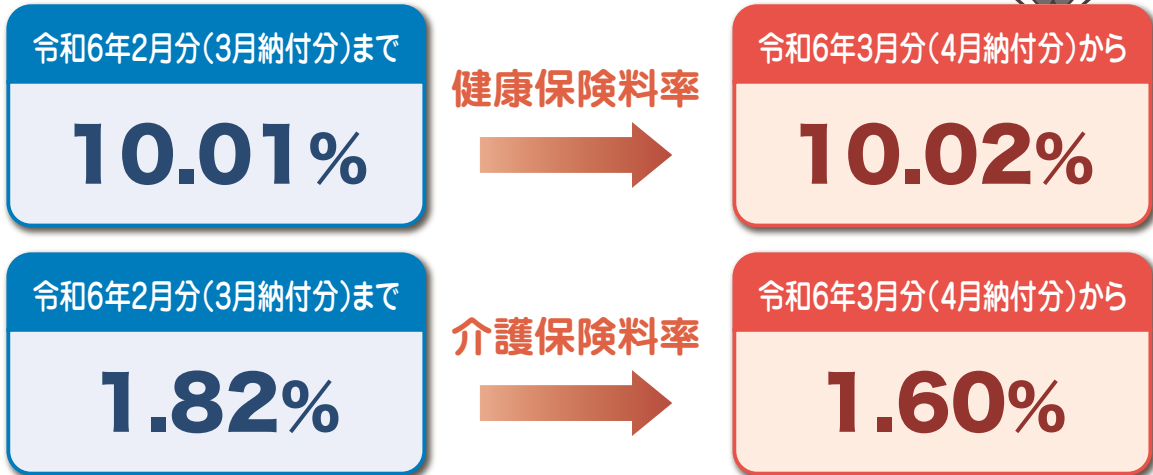 令和6年2月分(3月納付分)まで
10.01%
健康保険料率
令和6年3月分(4月納付分)から
10.02%
令和6年2月分(3月納付分)まで
1.82%
介護保険料率
令和6年3月分(4月納付分)から
1.60%